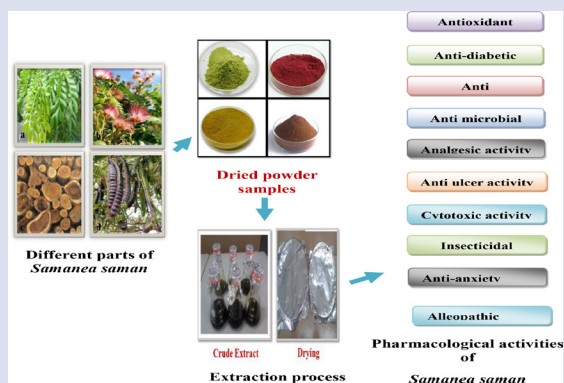 a
Different parts of
Samanea saman
Dried powder
samples
Crude Extract
Drying
Extraction process
Antioxidant
Anti-diabetic
Anti
Anti microbial
Analgesic activity
Anti ulcer activity
Cytotoxic activity
Insecticidal
Anti-anxiety
Alleopathic
Pharmacological activities
of
Samanea saman